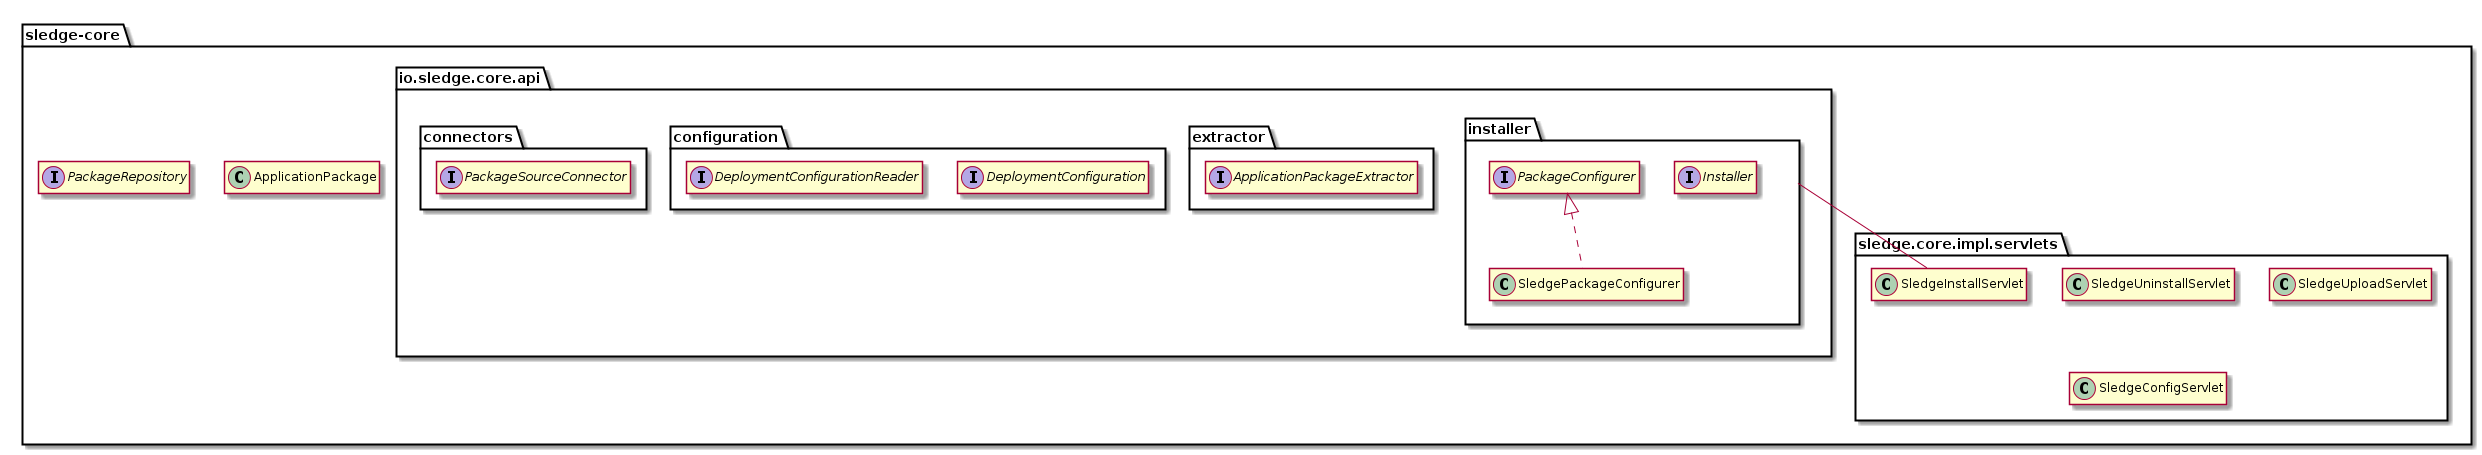 sledge-core
io.sledge.core.api
connectors
configuration
extractor
installer
I PackageRepository
C ApplicationPackage
I PackageSourceConnector
I DeploymentConfigurationReader
I DeploymentConfiguration
I ApplicationPackageExtractor
I PackageConfigurer
I Installer
sledge.core.impl.servlets
C SledgePackageConfigurer
C SledgeInstallServlet
C SledgeUninstallServlet
C SledgeUploadServlet
C SledgeConfigServlet